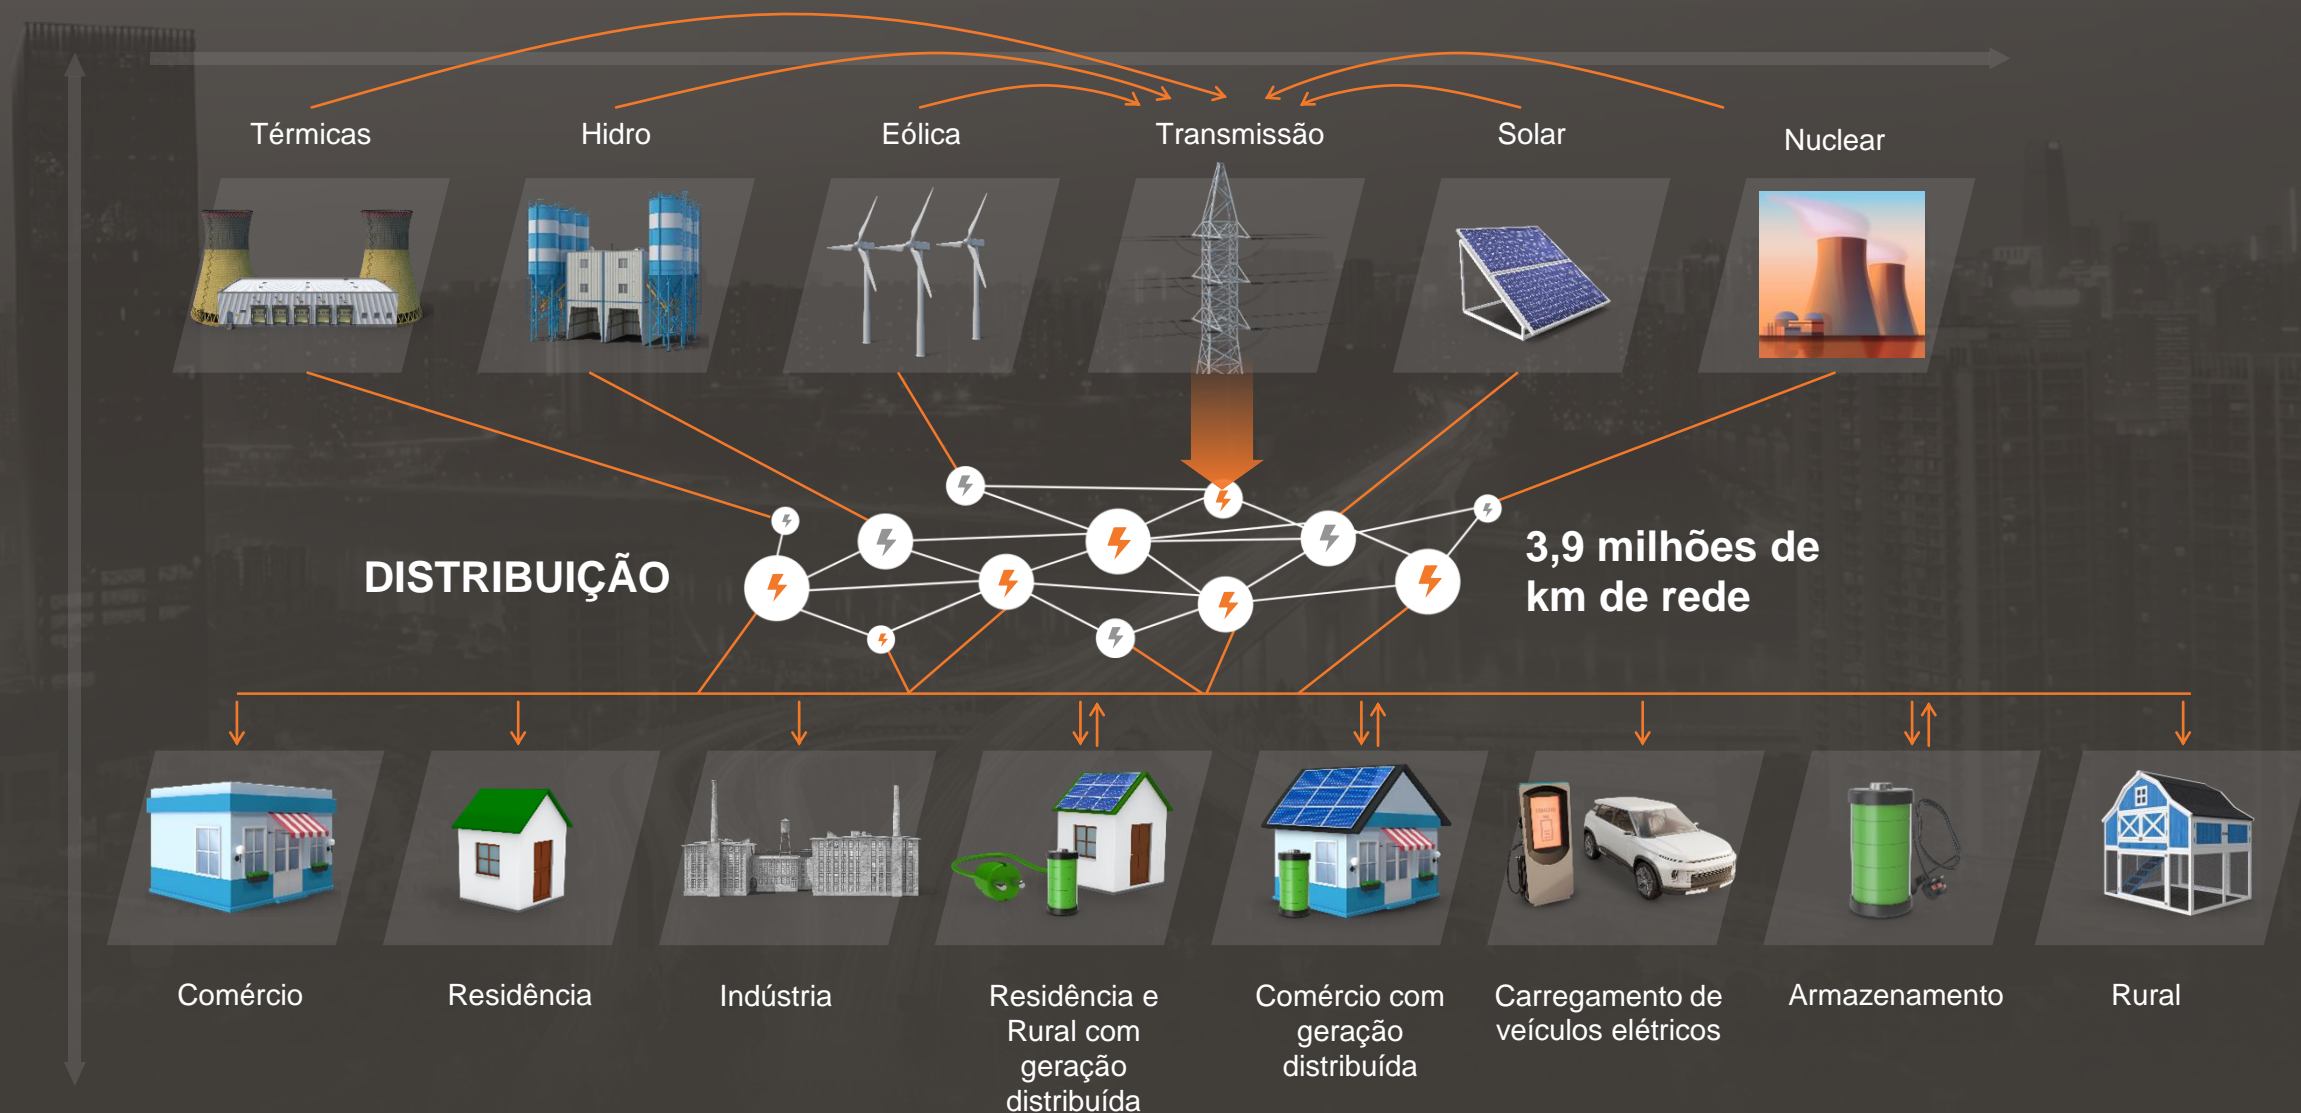 Térmicas
Hidro
Eólica
Transmissão
Solar
Nuclear
DISTRIBUIÇÃO
3,9 milhões de
km de rede
Comércio
Residência
Indústria
Residência e
Rural com
geração
distribuída
Comércio com
geração
distribuída
Carregamento de
veículos elétricos
Armazenamento
Rural